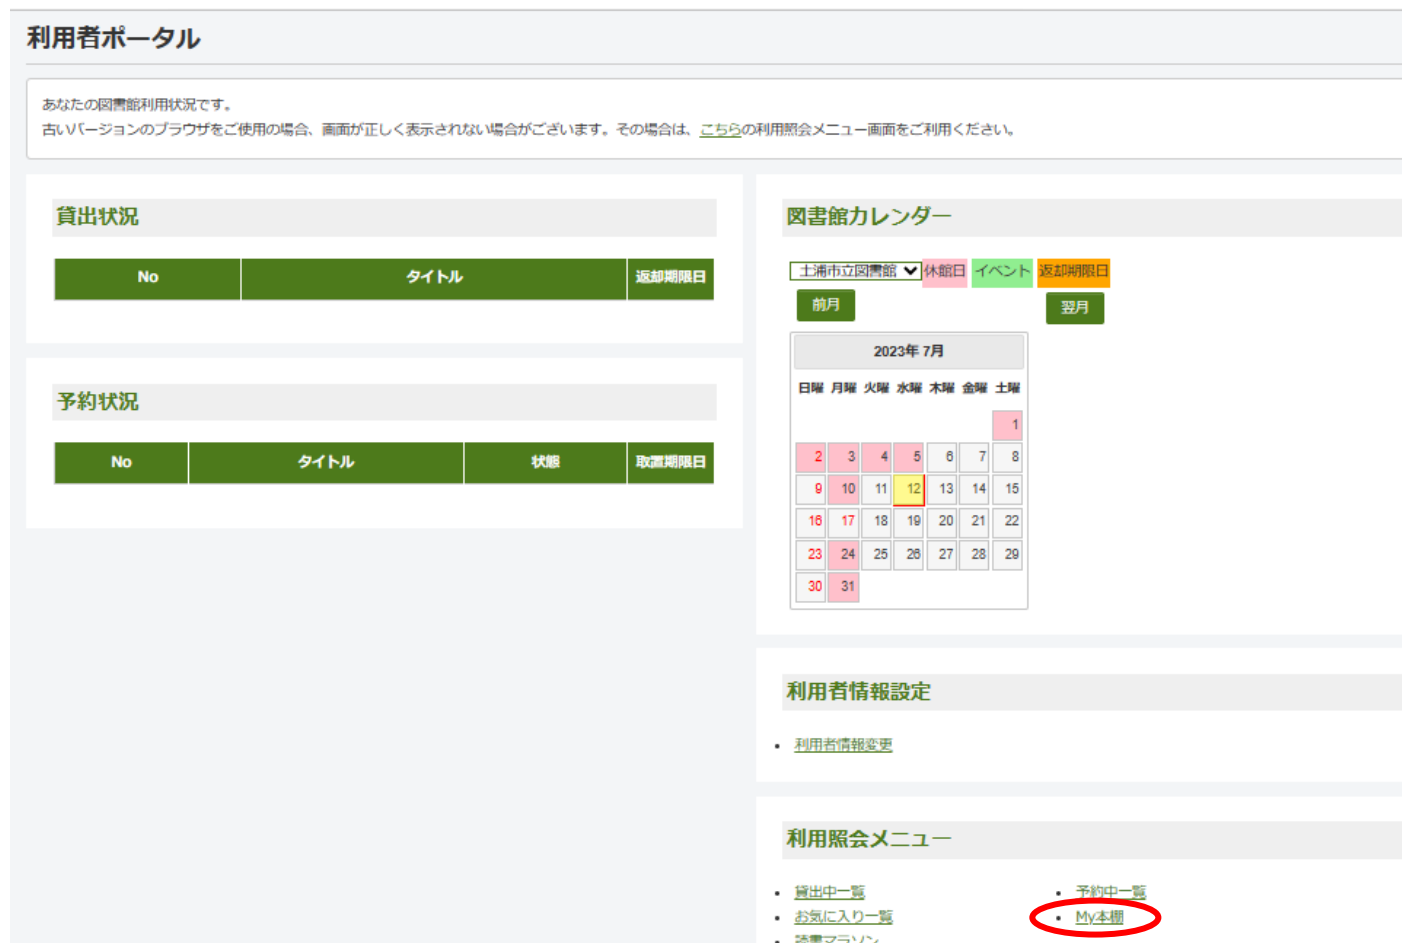 利用者ポータル
あなたの図書館利用状況です。
古いバージョンのブラウザをご使用の場合、画面が正しく表示されない場合がございます。その場合は、こちらの利用照会メニュー画面をご利用ください。
貸出状況
No タイトル 返却期限日
予約状況
No タイトル 状態 取置期限日
図書館カレンダー
土浦市立図書館 休館日 イベント 返却期限日
前月 翌月
2023年 7月
日曜 月曜 火曜 水曜 木曜 金曜 土曜
1
2 3 4 5 6 7 8
9 10 11 12 13 14 15
16 17 18 19 20 21 22
23 24 25 26 27 28 29
30 31
利用者情報設定
• 利用者情報変更
利用照会メニュー
• 貸出中一覧 • 予約中一覧
• お気に入り一覧 • My本棚
• 読書マラソン